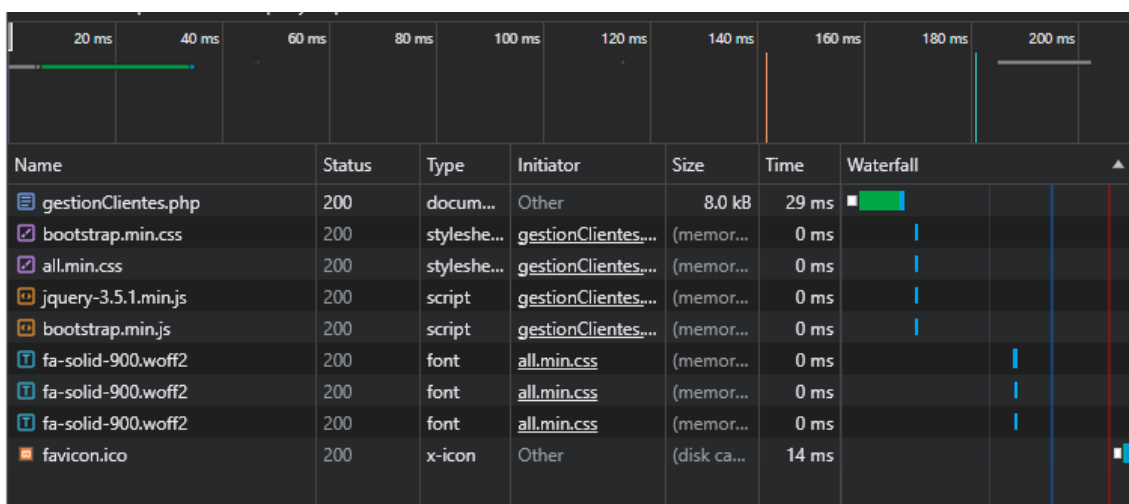 20 ms 40 ms 60 ms 80 ms 100 ms 120 ms 140 ms 160 ms 180 ms 200 ms
Name Status Type Initiator Size Time Waterfall
gestionClientes.php 200 docum... Other 8.0 kB 29 ms
bootstrap.min.css 200 styleshe... gestionClientes.... (memor... 0 ms
all.min.css 200 styleshe... gestionClientes.... (memor... 0 ms
jquery-3.5.1.min.js 200 script gestionClientes.... (memor... 0 ms
bootstrap.min.js 200 script gestionClientes.... (memor... 0 ms
fa-solid-900.woff2 200 font all.min.css (memor... 0 ms
fa-solid-900.woff2 200 font all.min.css (memor... 0 ms
fa-solid-900.woff2 200 font all.min.css (memor... 0 ms
favicon.ico 200 x-icon Other (disk ca... 14 ms